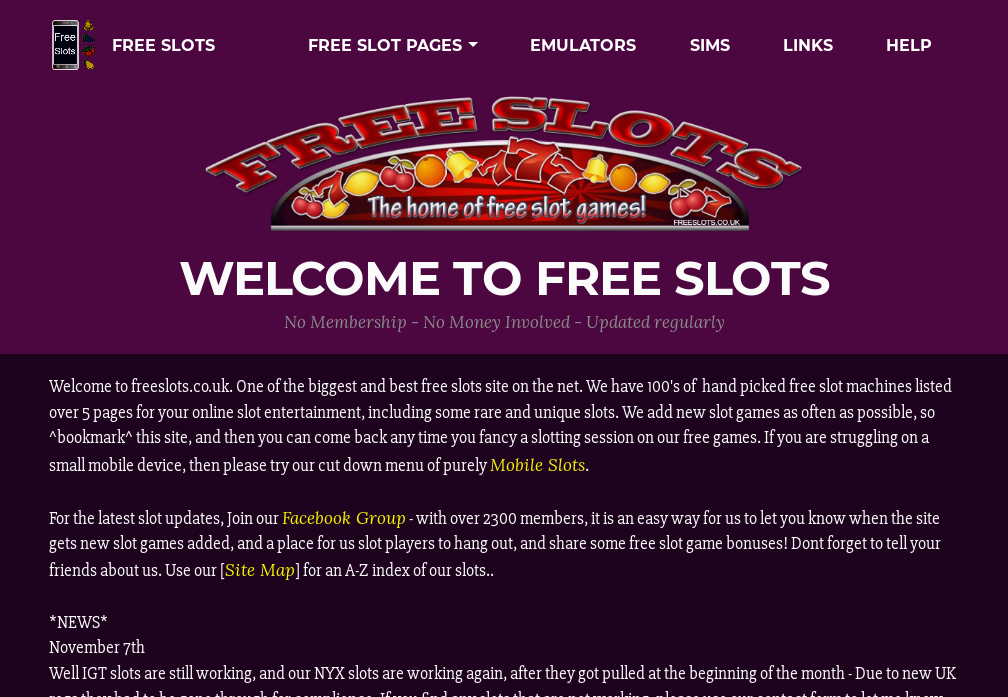 Free
Slots
FREE SLOTS
FREE SLOT PAGES
EMULATORS
SIMS
LINKS
HELP
FREE SLOTS
The home of free slot games!
FREESLOTS.CO.UK
WELCOME TO FREE SLOTS
No Membership - No Money Involved - Updated regularly
Welcome to freeslots.co.uk. One of the biggest and best free slots site on the net. We have 100's of  hand picked free slot machines listed
over 5 pages for your online slot entertainment, including some rare and unique slots. We add new slot games as often as possible, so
^bookmark^ this site, and then you can come back any time you fancy a slotting session on our free games. If you are struggling on a
small mobile device, then please try our cut down menu of purely Mobile Slots.
For the latest slot updates, Join our Facebook Group - with over 2300 members, it is an easy way for us to let you know when the site
gets new slot games added, and a place for us slot players to hang out, and share some free slot game bonuses! Dont forget to tell your
friends about us. Use our [Site Map] for an A-Z index of our slots..
*NEWS*
November 7th
Well IGT slots are still working, and our NYX slots are working again, after they got pulled at the beginning of the month - Due to new UK